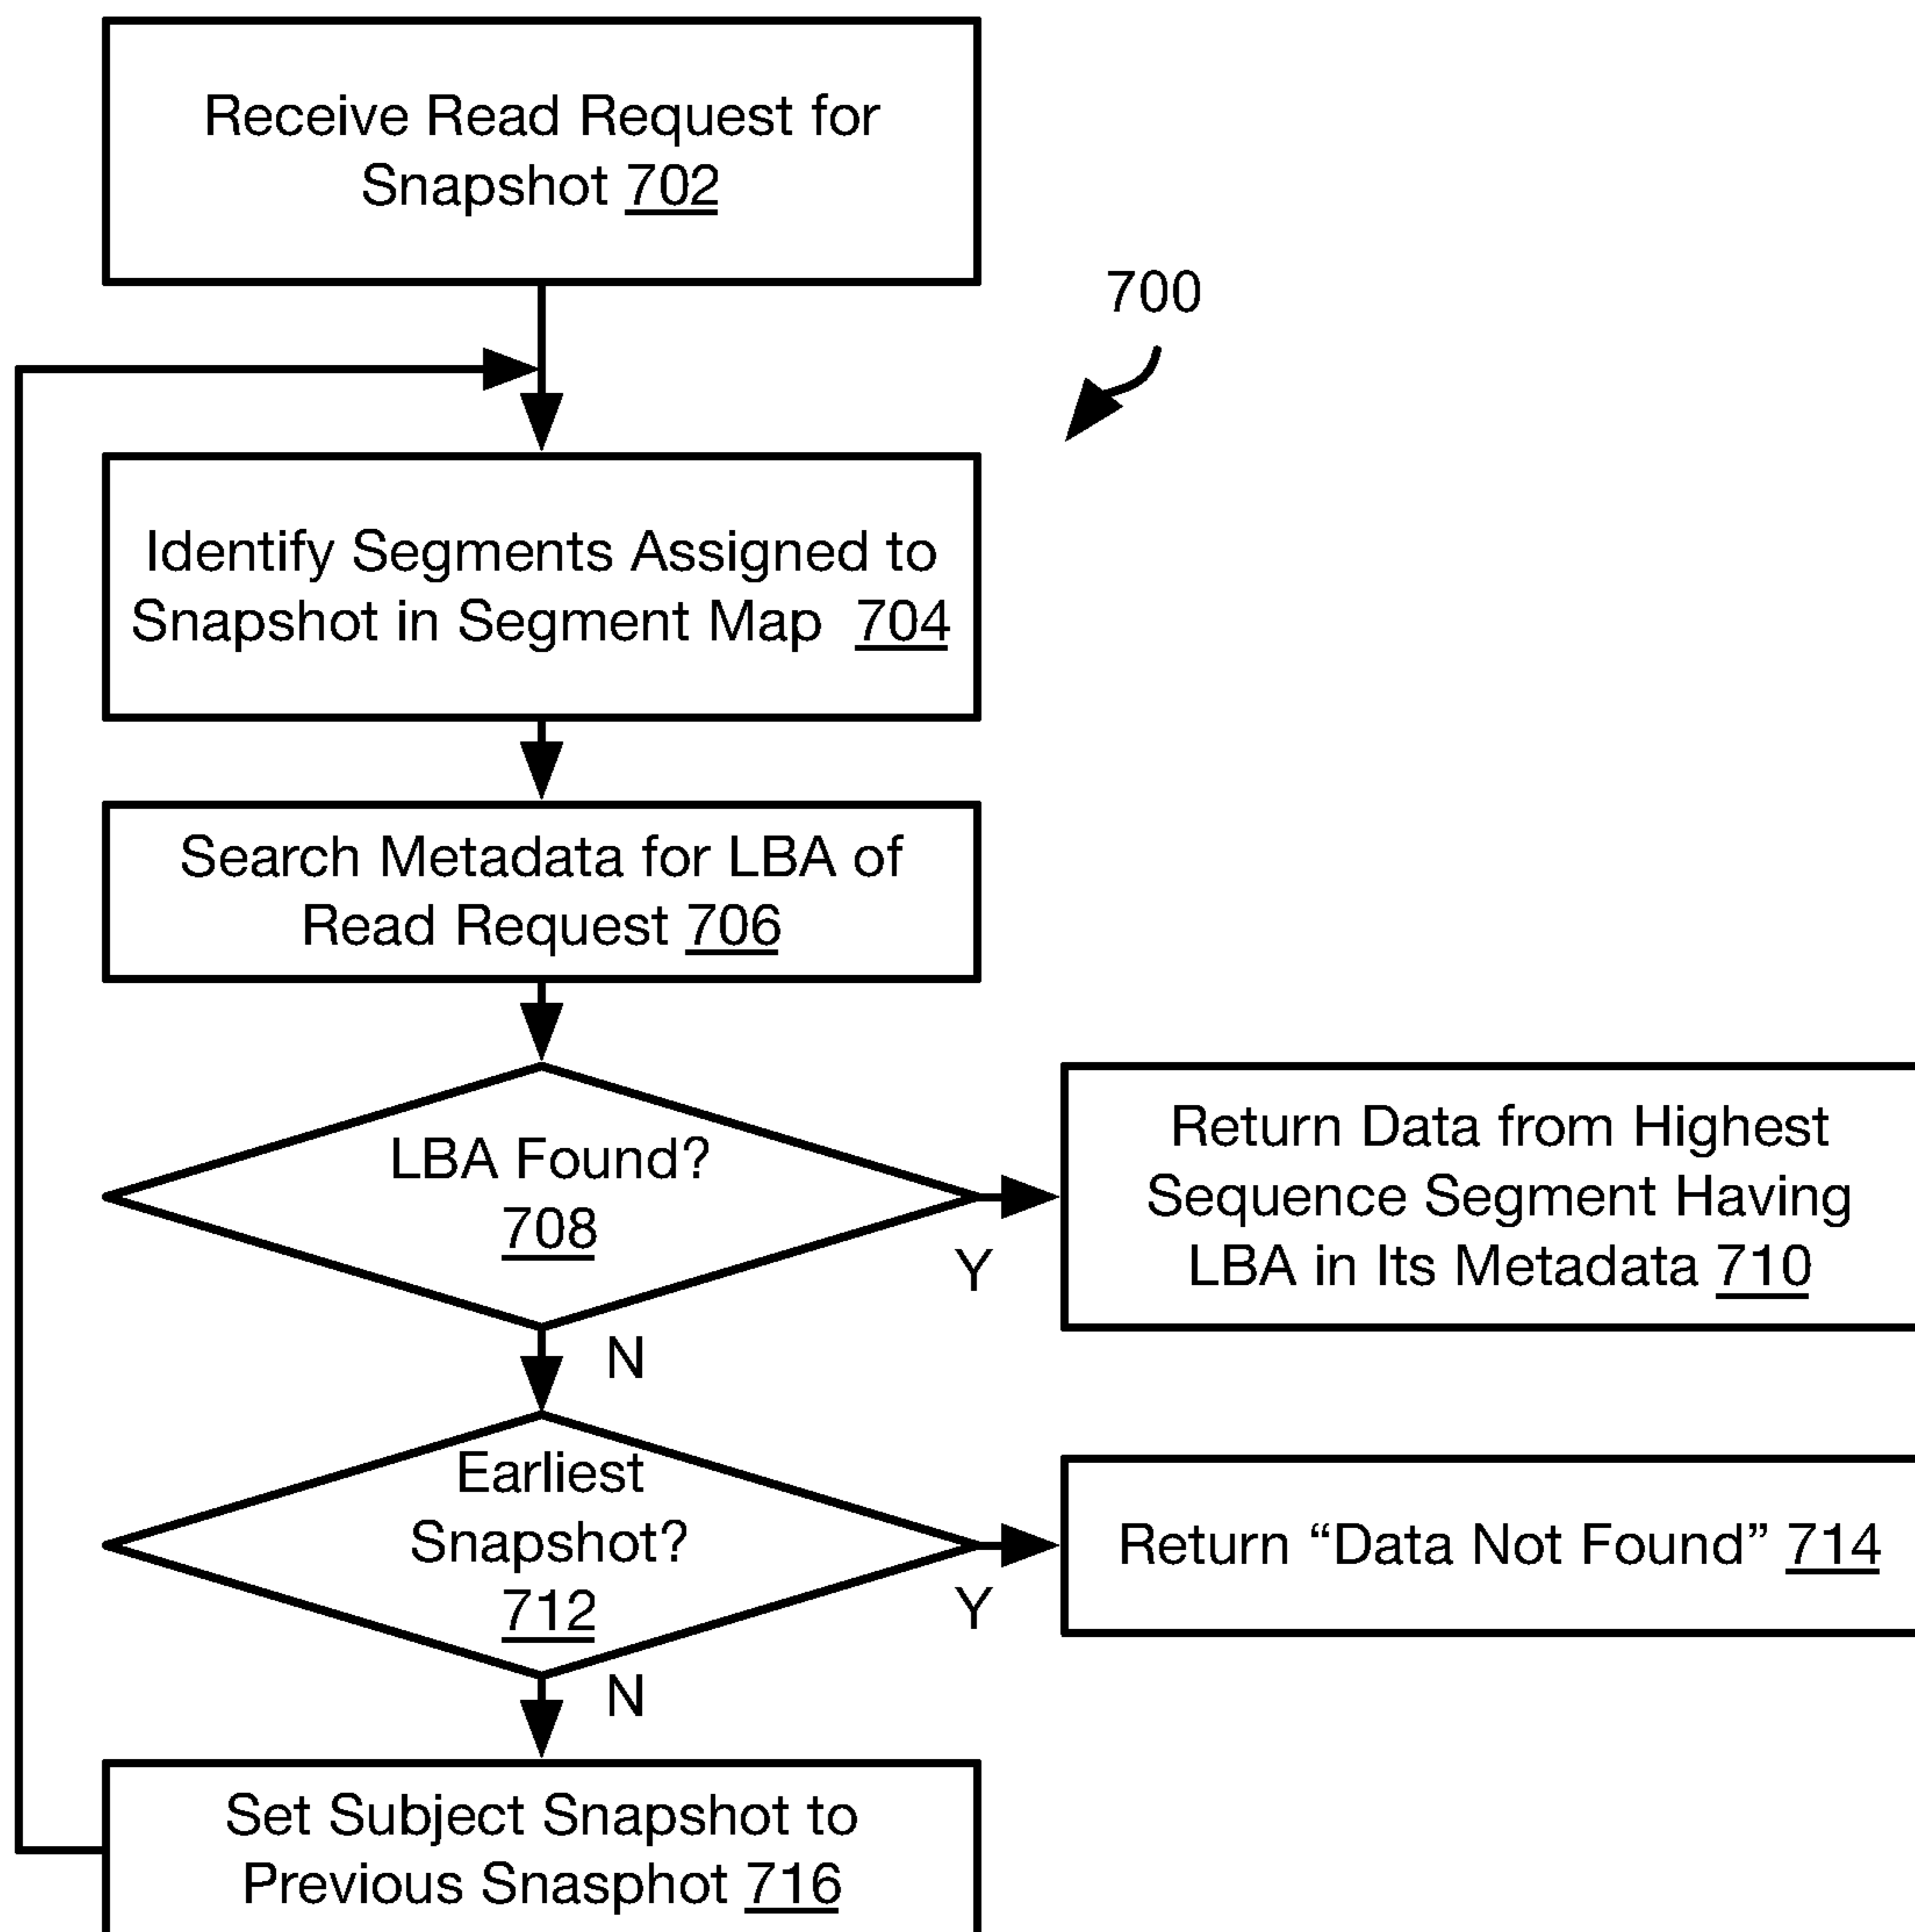 Receive Read Request for
Snapshot 702
700
Identify Segments Assigned to
Snapshot in Segment Map 704
Search Metadata for LBA of
Read Request 706
LBA Found?
708
Y
N
Return Data from Highest
Sequence Segment Having
LBA in Its Metadata 710
Earliest
Snapshot?
712
Y
N
Return “Data Not Found” 714
Set Subject Snapshot to
Previous Snasphot 716